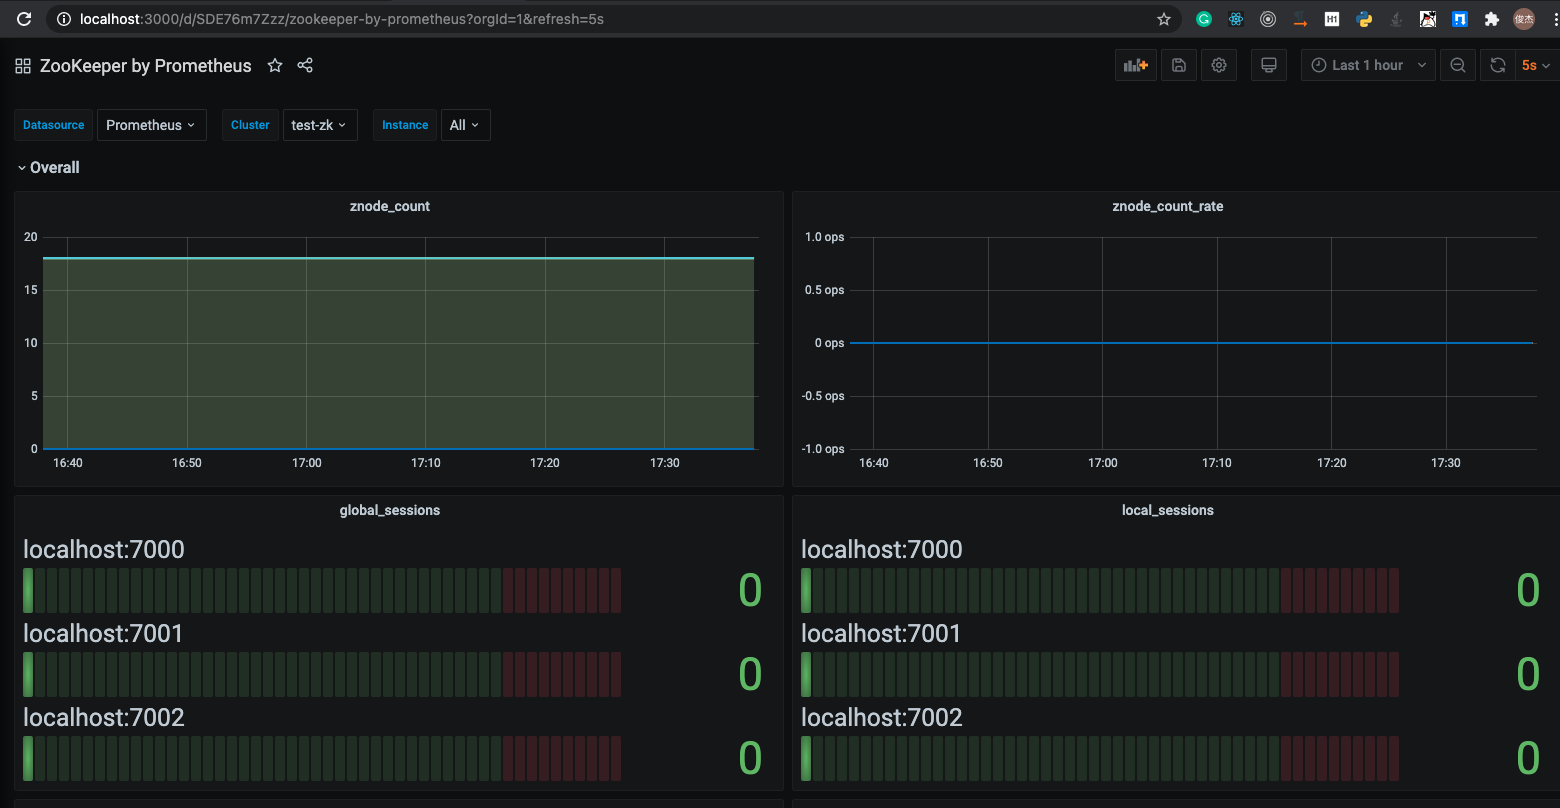 localhost:3000/d/SDE76m7Zzz/zookeeper-by-prometheus?orgId=1&refresh=5s
H1
俊杰
ZooKeeper by Prometheus
Last 1 hour
5s
Datasource Prometheus Cluster test-zk Instance All
Overall
znode_count
20
15
10
5
0
16:40 16:50 17:00 17:10 17:20 17:30
znode_count_rate
1.0 ops
0.5 ops
0 ops
-0.5 ops
-1.0 ops
16:40 16:50 17:00 17:10 17:20 17:30
global_sessions
localhost:7000
0
localhost:7001
0
localhost:7002
0
local_sessions
localhost:7000
0
localhost:7001
0
localhost:7002
0